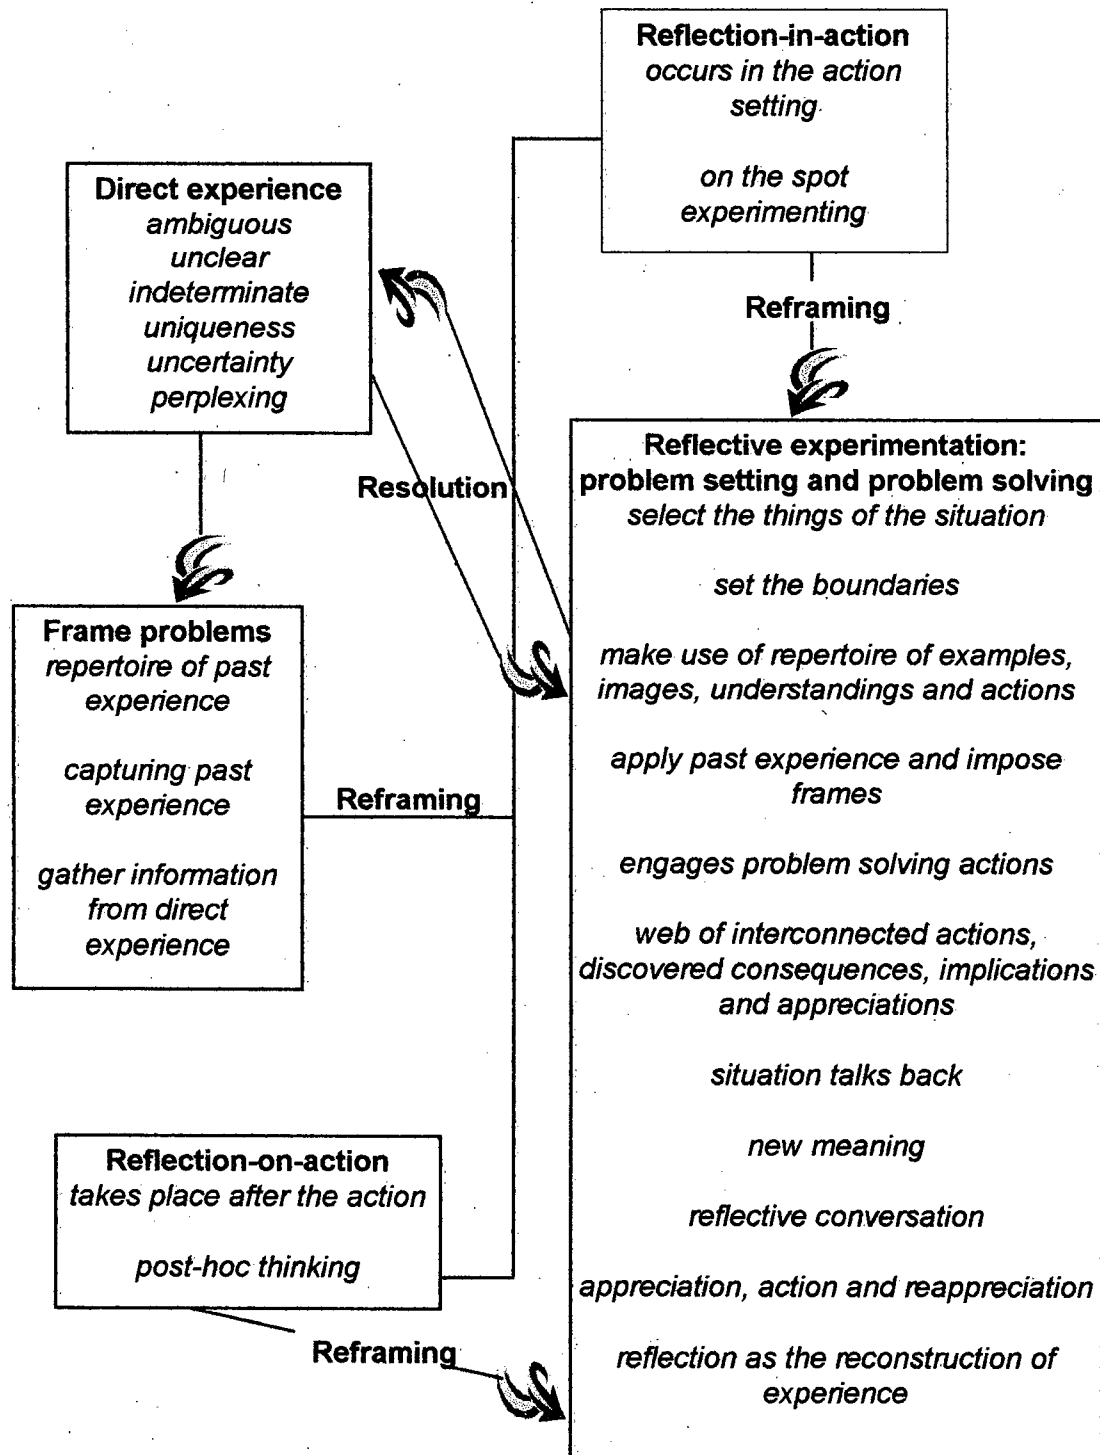 Reflection-in-action
occurs in the action
setting
on the spot
experimenting
Direct experience
ambiguous
unclear
indeterminate
uniqueness
uncertainty
perplexing
Reframing
Resolution
Frame problems
repertoire of past
experience
capturing past
experience
gather information
from direct
experience
Reframing
Reflective experimentation:
problem setting and problem solving
select the things of the situation
set the boundaries
make use of repertoire of examples,
images, understandings and actions
apply past experience and impose
frames
engages problem solving actions
web of interconnected actions,
discovered consequences, implications
and appreciations
situation talks back
new meaning
reflective conversation
appreciation, action and reappreciation
reflection as the reconstruction of
experience
Reflection-on-action
takes place after the action
post-hoc thinking
Reframing